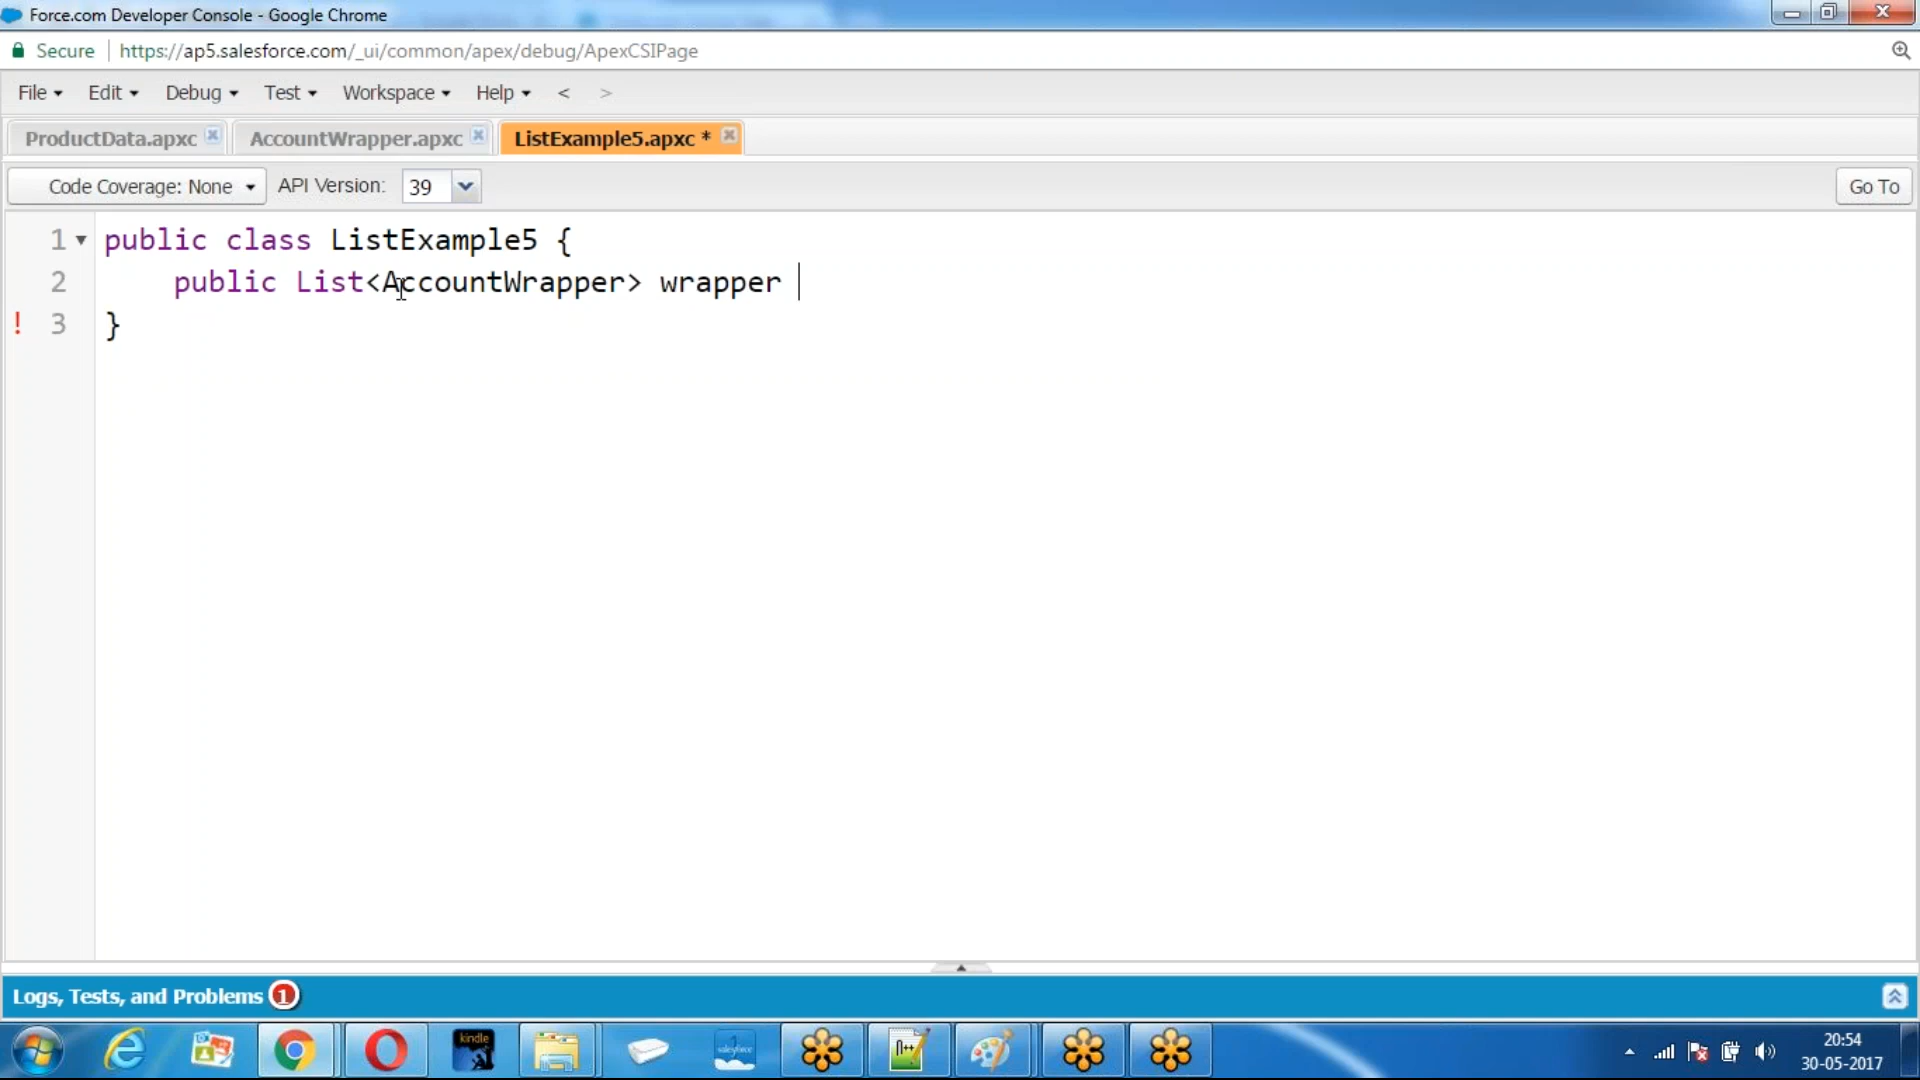 Force.com Developer Console - Google Chrome
Secure https://ap5.salesforce.com/_ui/common/apex/debug/ApexCSIPage
File Edit Debug Test Workspace Help < >
ProductData.apxc AccountWrapper.apxc ListExample5.apxc *
Code Coverage: None API Version: 39 Go To
1 public class ListExample5 {
2 public List<AccountWrapper> wrapper
! 3 }
Logs, Tests, and Problems 1
kindle
salesforce
20:54
30-05-2017